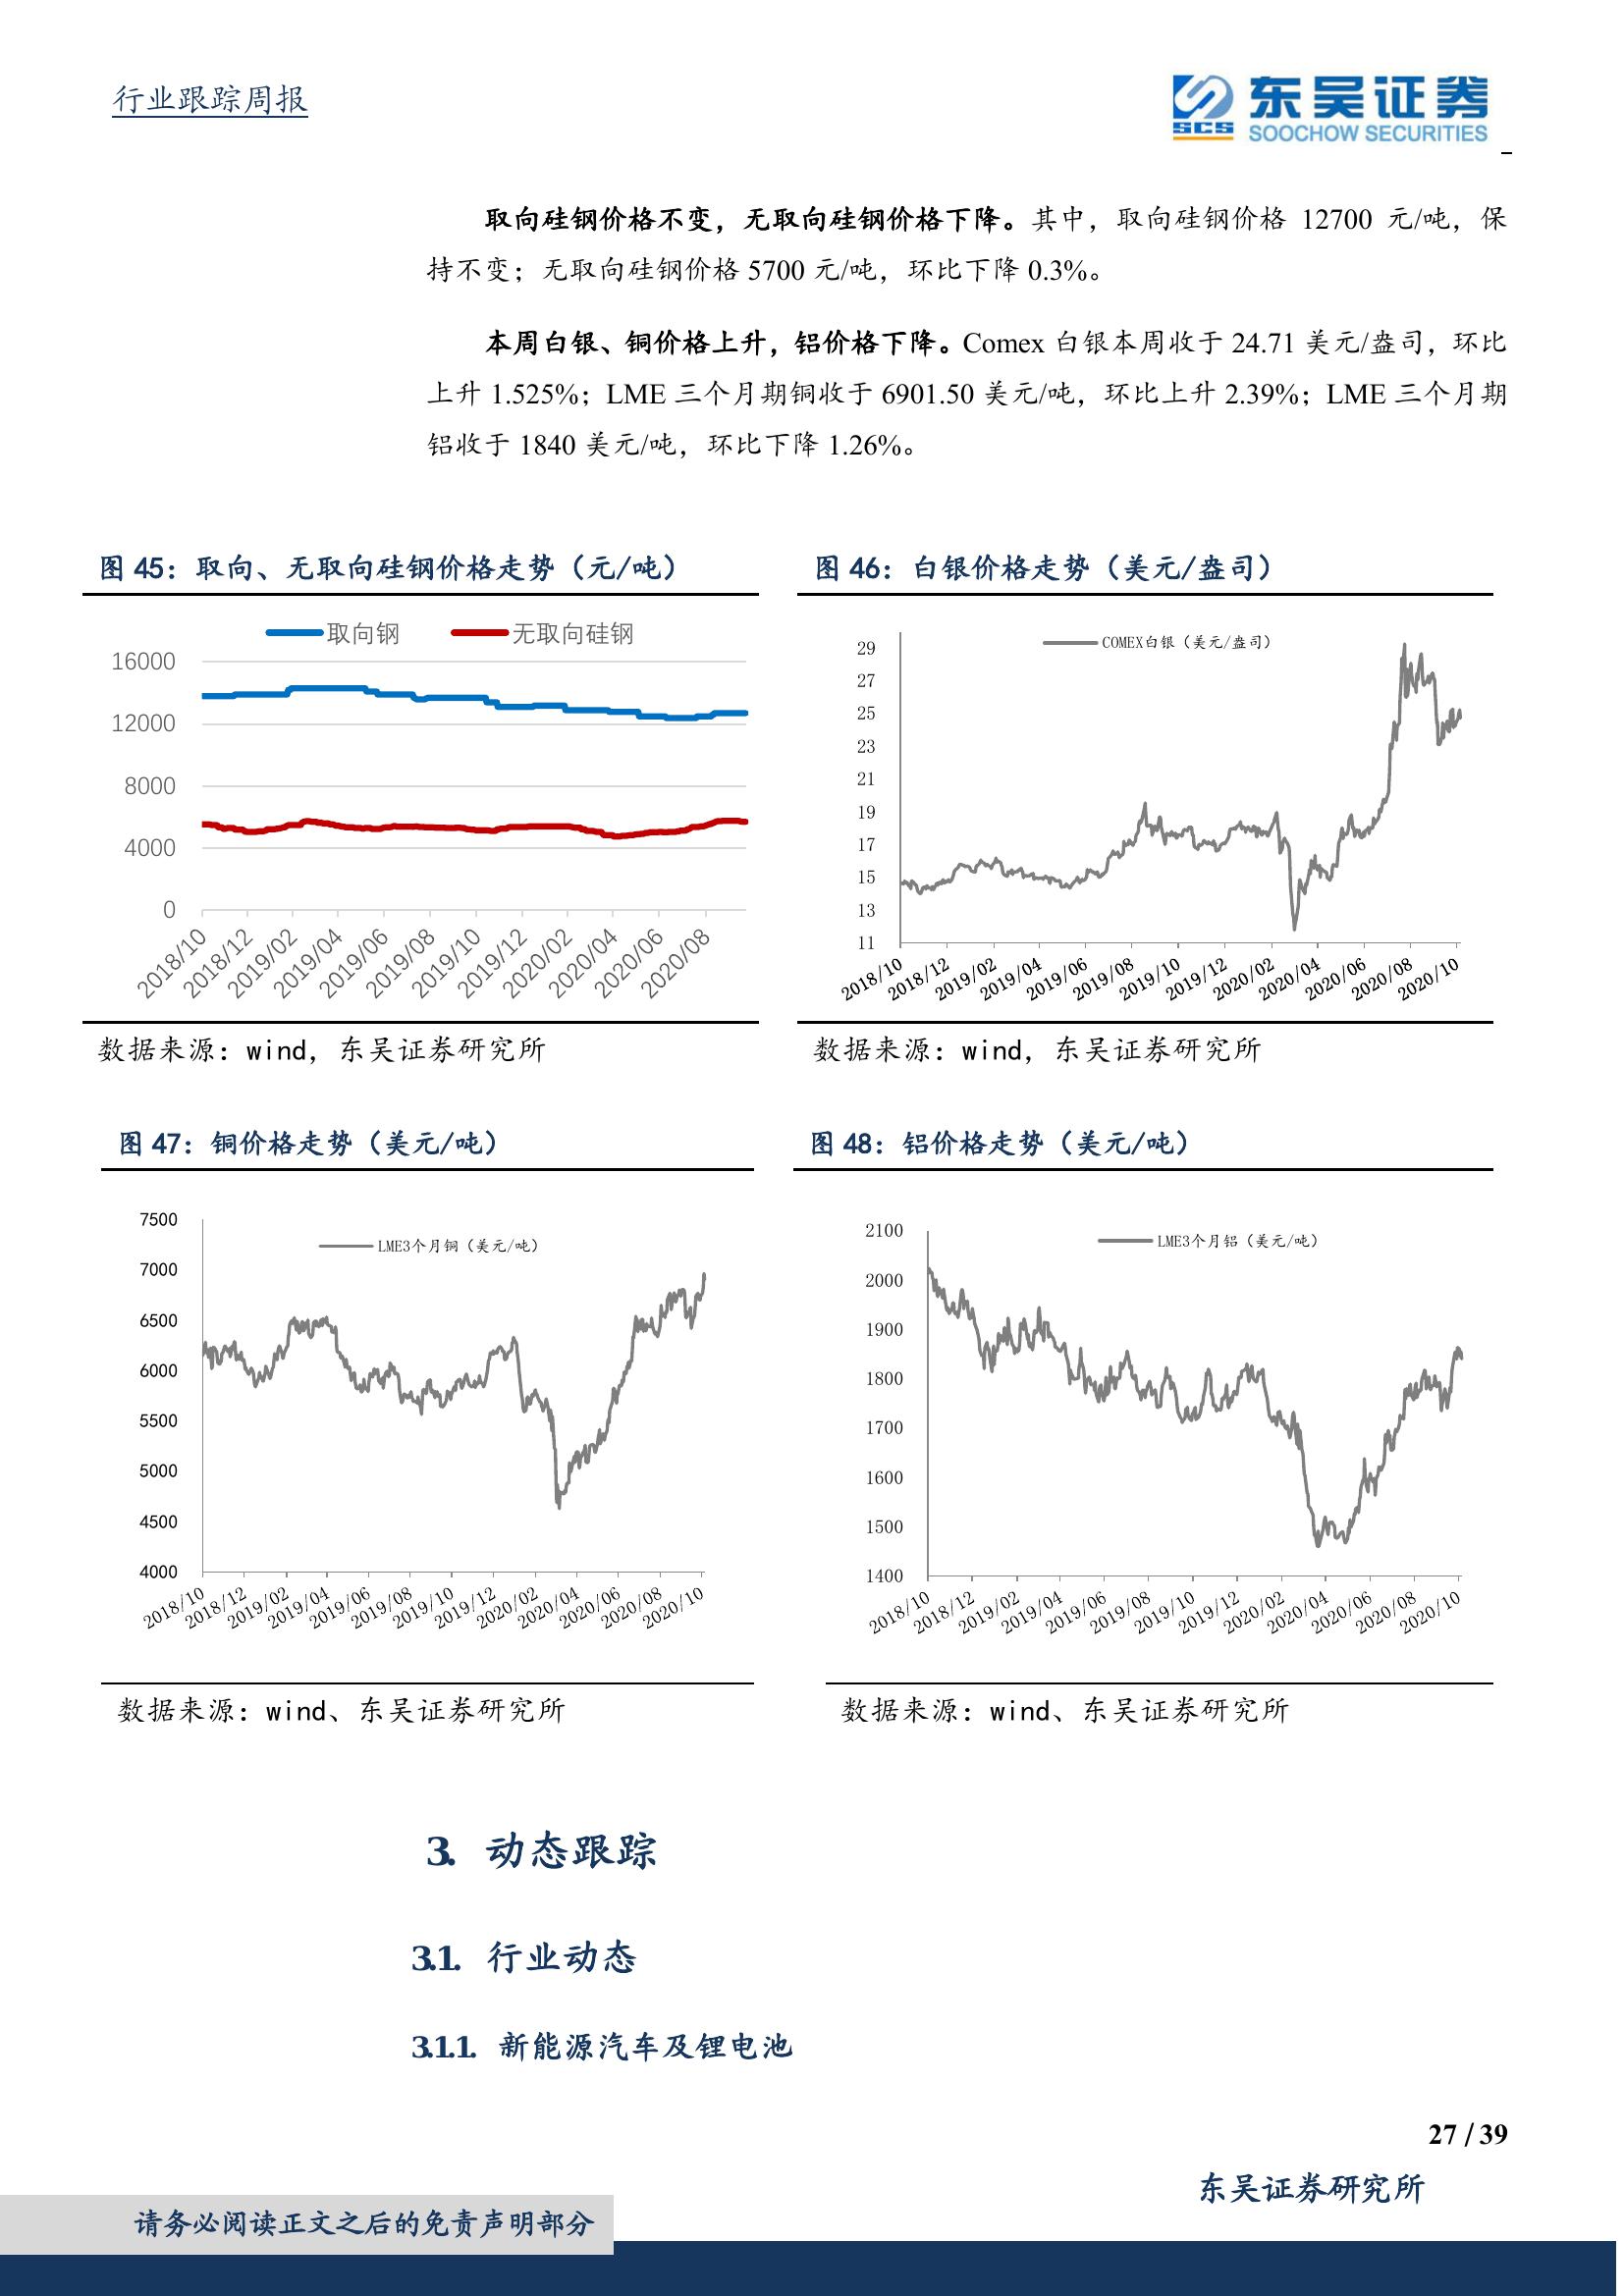 行业跟踪周报
SCS 东吴证券
SOOCHOW SECURITIES
取向硅钢价格不变，无取向硅钢价格下降。其中，取向硅钢价格 12700 元/吨，保
持不变；无取向硅钢价格 5700 元/吨，环比下降 0.3%。
本周白银、铜价格上升，铝价格下降。Comex 白银本周收于 24.71 美元/盎司，环比
上升 1.525%；LME 三个月期铜收于 6901.50 美元/吨，环比上升 2.39%；LME 三个月期
铝收于 1840 美元/吨，环比下降 1.26%。
图 45：取向、无取向硅钢价格走势（元/吨）
取向钢 无取向硅钢
16000
12000
8000
4000
0
2018/10 2018/12 2019/02 2019/04 2019/06 2019/08 2019/10 2019/12 2020/02 2020/04 2020/06 2020/08
数据来源：wind，东吴证券研究所
图 46：白银价格走势（美元/盎司）
COMEX白银（美元/盎司）
29
27
25
23
21
19
17
15
13
11
2018/10 2018/12 2019/02 2019/04 2019/06 2019/08 2019/10 2019/12 2020/02 2020/04 2020/06 2020/08 2020/10
数据来源：wind，东吴证券研究所
图 47：铜价格走势（美元/吨）
LME3个月铜（美元/吨）
7500
7000
6500
6000
5500
5000
4500
4000
2018/10 2018/12 2019/02 2019/04 2019/06 2019/08 2019/10 2019/12 2020/02 2020/04 2020/06 2020/08 2020/10
数据来源：wind、东吴证券研究所
图 48：铝价格走势（美元/吨）
LME3个月铝（美元/吨）
2100
2000
1900
1800
1700
1600
1500
1400
2018/10 2018/12 2019/02 2019/04 2019/06 2019/08 2019/10 2019/12 2020/02 2020/04 2020/06 2020/08 2020/10
数据来源：wind、东吴证券研究所
3. 动态跟踪
3.1. 行业动态
3.1.1. 新能源汽车及锂电池
27 / 39
东吴证券研究所
请务必阅读正文之后的免责声明部分